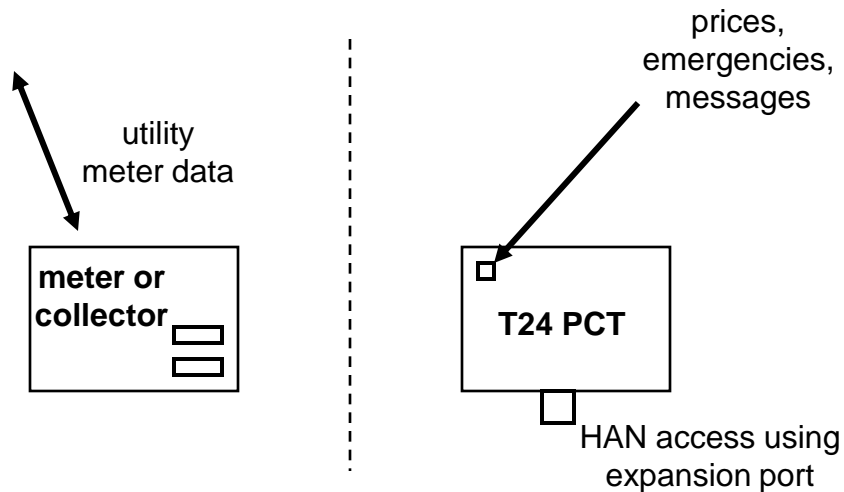 utility
meter data
meter or
collector
prices,
emergencies,
messages
T24 PCT
HAN access using
expansion port